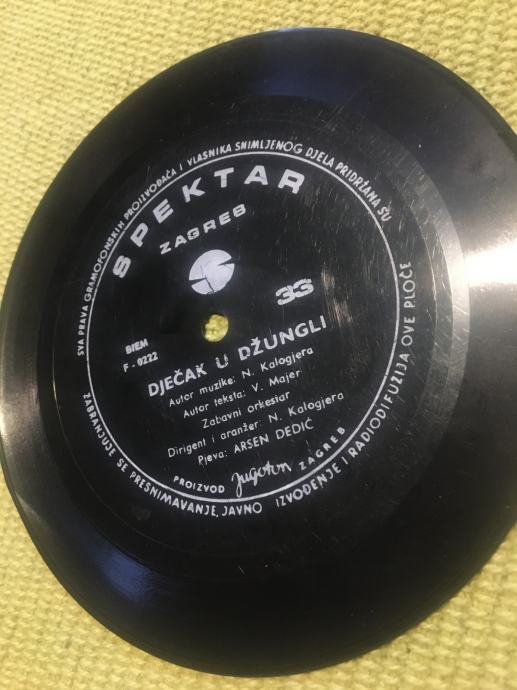 SVA PRAVA GRAMOFONSKIH PROIZVOĐAČA I VLASNIKA SNIMLJENOG DJELA PRIDRŽANA SU
SPEKTAR
ZAGREB
33
BIEM
F - 0222
DJEČAK U DŽUNGLI
Autor muzike: N. Kalogjera
Autor teksta: V. Majer
Zabavni orkestar
Dirigent i aranžer: N. Kalogjera
Pjeva: ARSEN DEDIĆ
PROIZVOD Jugoton ZAGREB
ZABRANJUJE SE PRESNIMAVANJE, JAVNO IZVOĐENJE I RADIODIFUZIJA OVE PLOČE